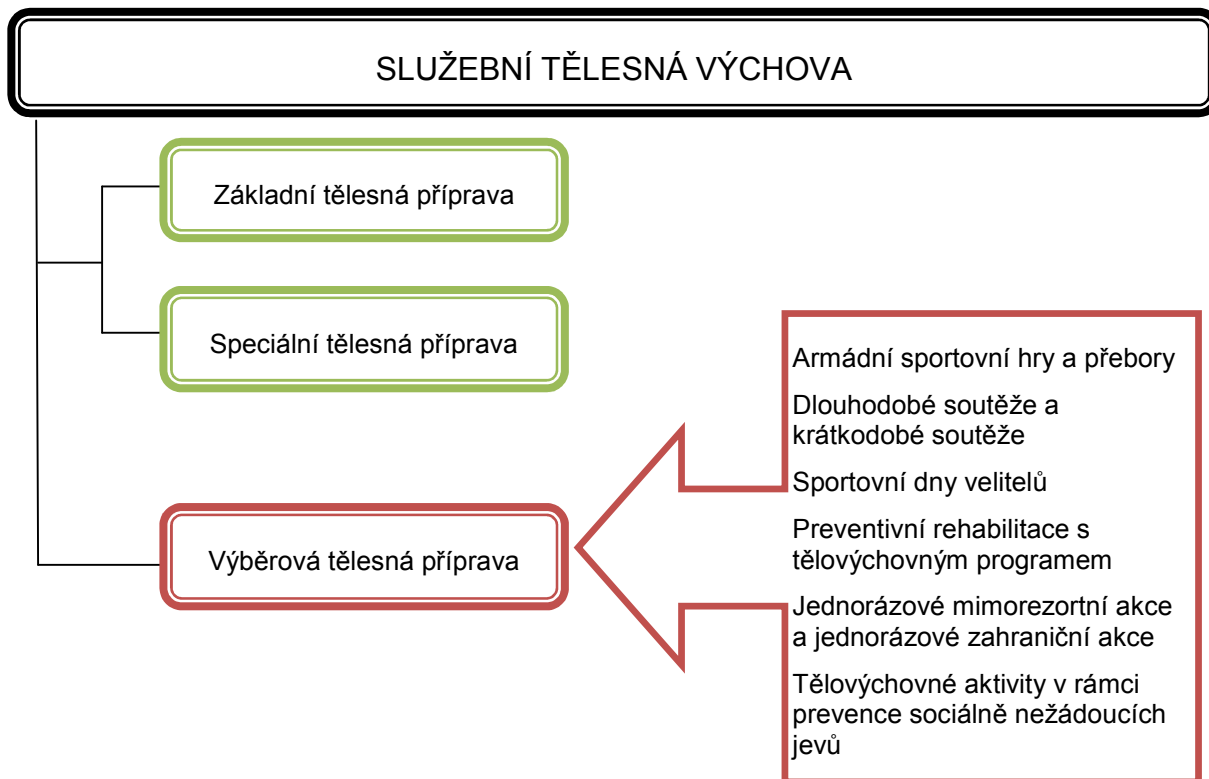 SLUŽEBNÍ TĚLESNÁ VÝCHOVA
Základní tělesná příprava
Speciální tělesná příprava
Výběrová tělesná příprava
Armádní sportovní hry a přebory
Dlouhodobé soutěže a
krátkodobé soutěže
Sportovní dny velitelů
Preventivní rehabilitace s
tělovýchovným programem
Jednorázové mimorezortní akce
a jednorázové zahraniční akce
Tělovýchovné aktivity v rámci
prevence sociálně nežádoucích
jevů